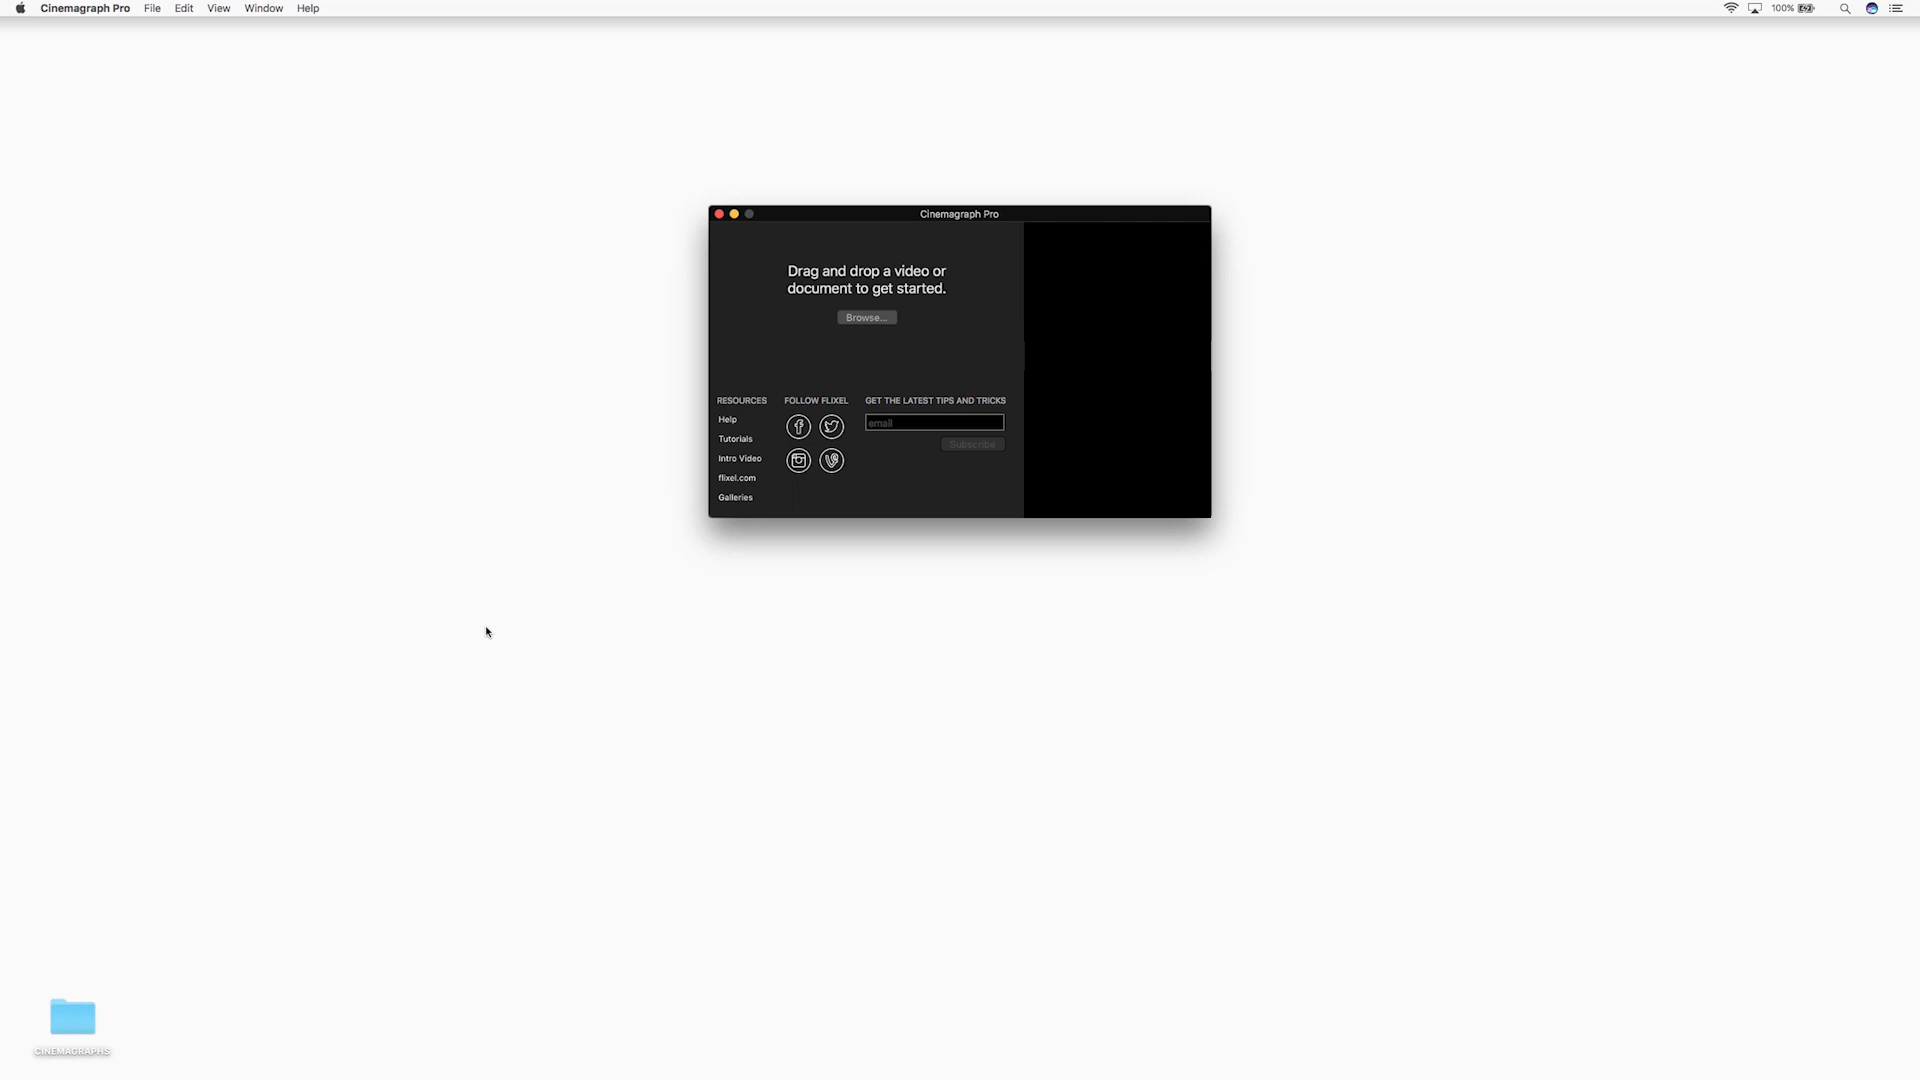 Cinemagraph Pro File Edit View Window Help 100%
Cinemagraph Pro
Drag and drop a video or
document to get started.
Browse...
RESOURCES
Help
Tutorials
Intro Video
flixel.com
Galleries
FOLLOW FLIXEL
GET THE LATEST TIPS AND TRICKS
email
Subscribe
CINEMAGRAPHS